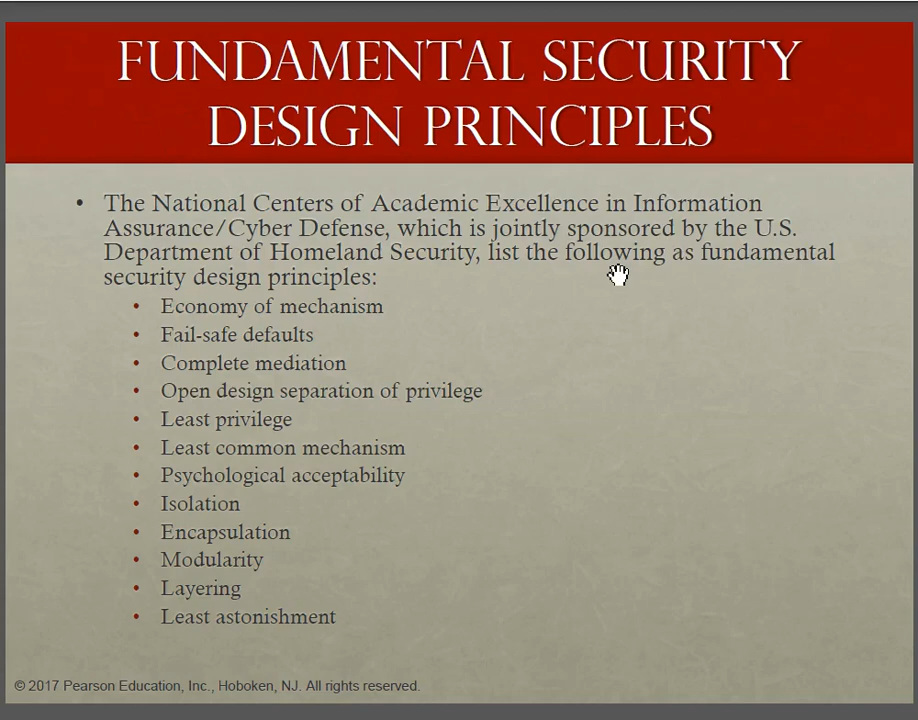 FUNDAMENTAL SECURITY
DESIGN PRINCIPLES
• The National Centers of Academic Excellence in Information
Assurance/Cyber Defense, which is jointly sponsored by the U.S.
Department of Homeland Security, list the following as fundamental
security design principles:
• Economy of mechanism
• Fail-safe defaults
• Complete mediation
• Open design separation of privilege
• Least privilege
• Least common mechanism
• Psychological acceptability
• Isolation
• Encapsulation
• Modularity
• Layering
• Least astonishment
© 2017 Pearson Education, Inc., Hoboken, NJ. All rights reserved.